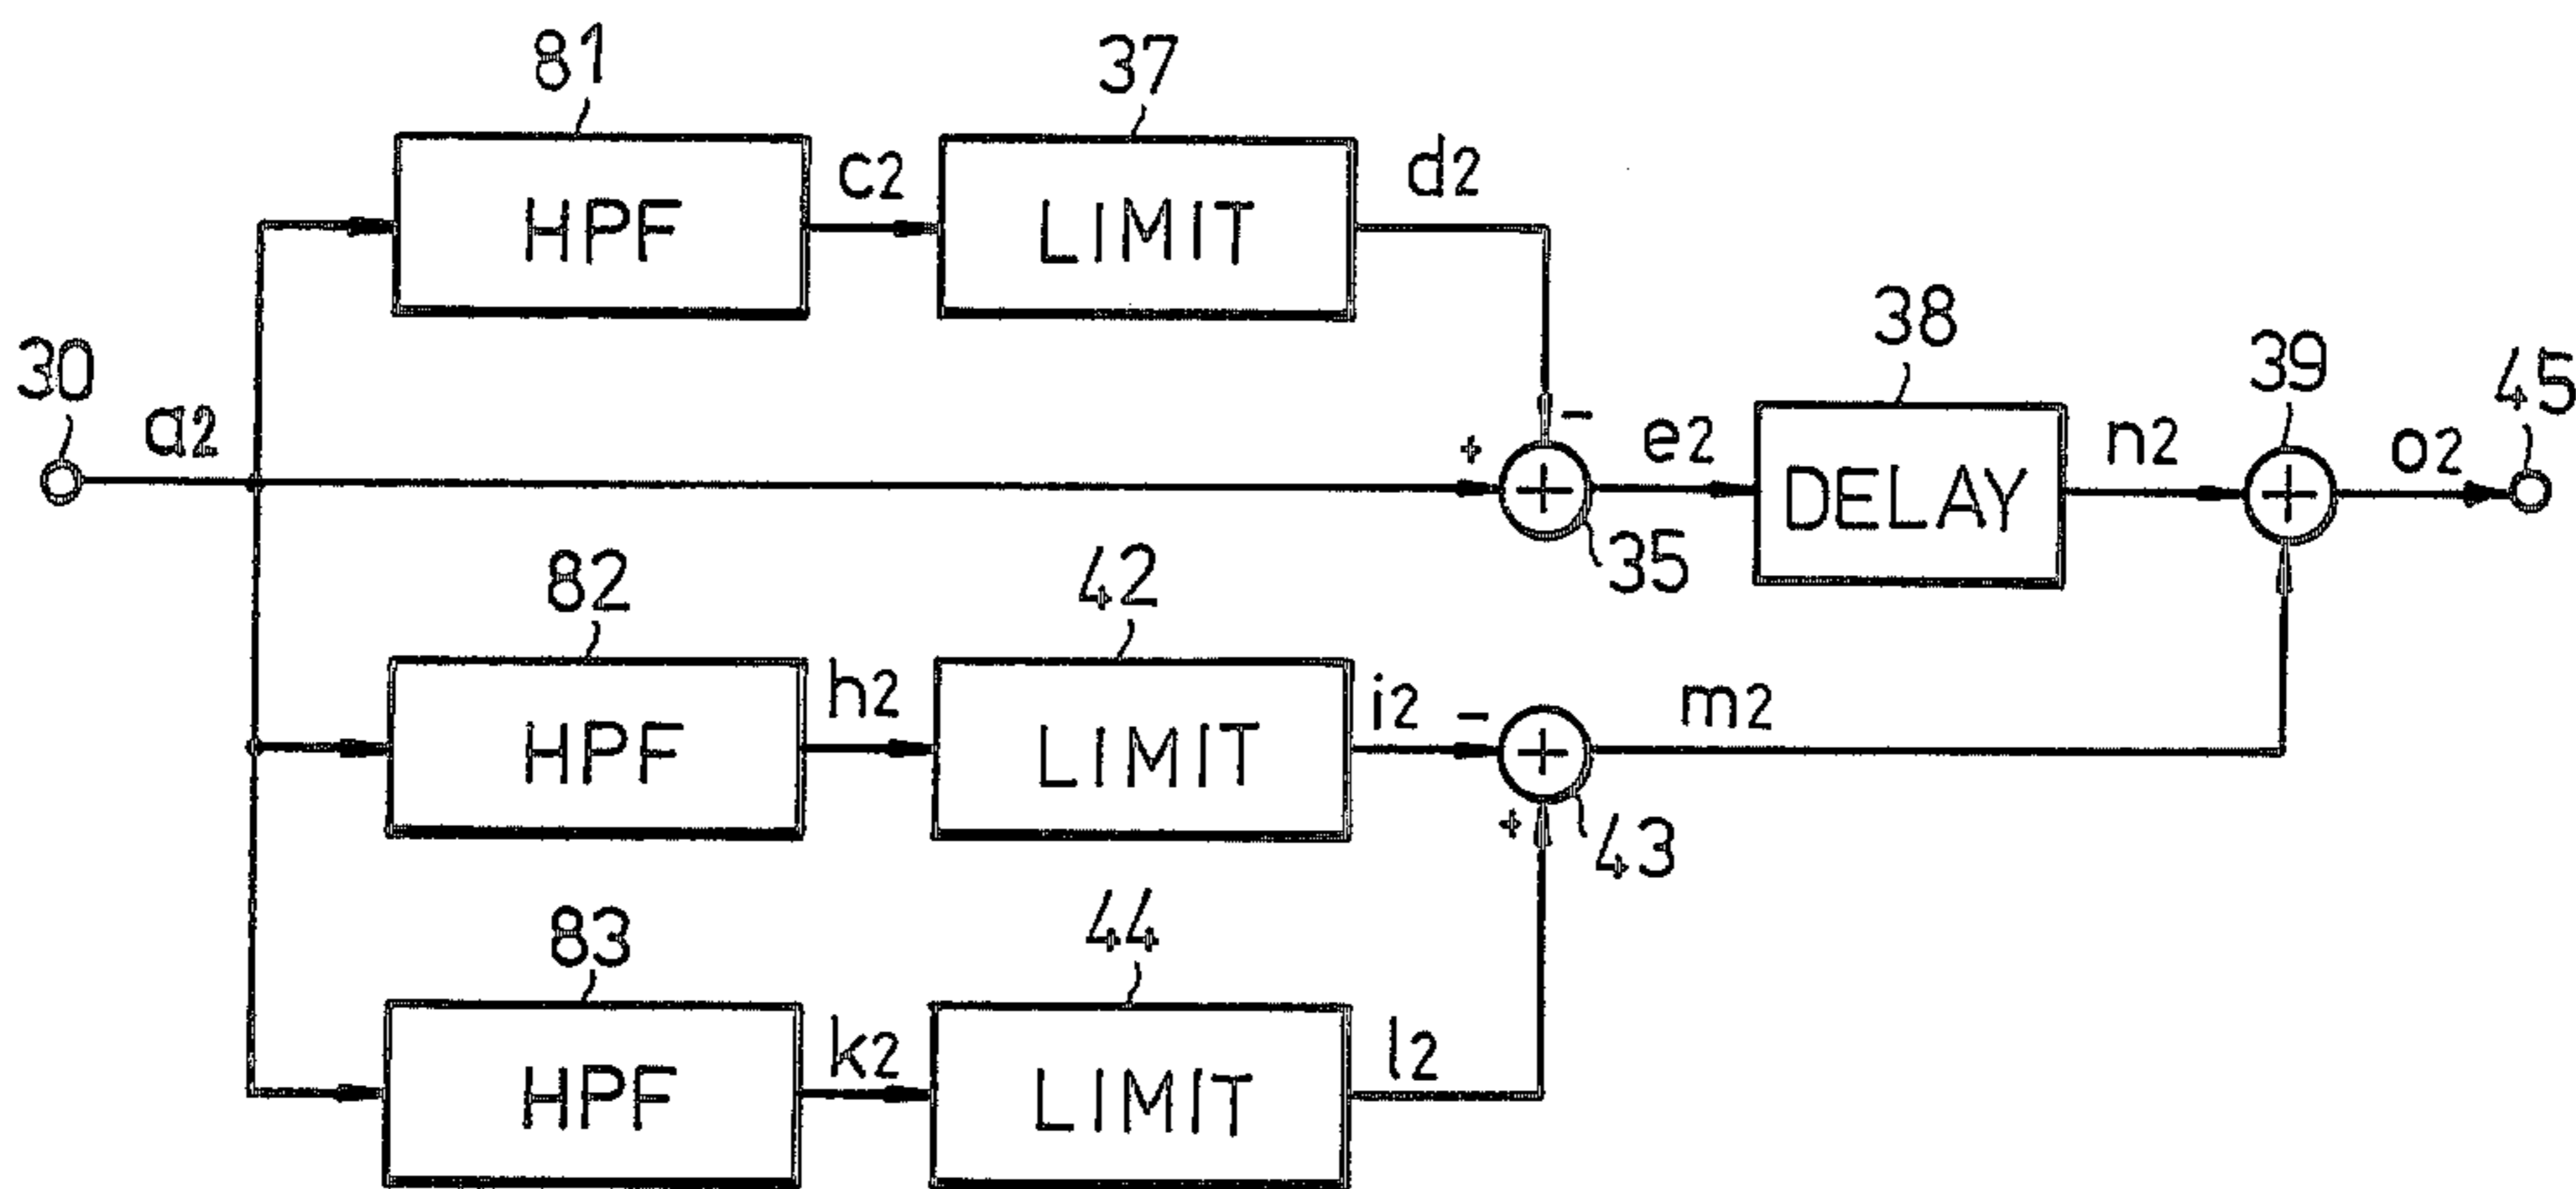 81
37
c2
d2
HPF
LIMIT
30
a2
38
39
45
+
-
e2
n2
o2
DELAY
35
82
42
h2
i2
-
m2
HPF
LIMIT
+
43
83
44
k2
l2
HPF
LIMIT